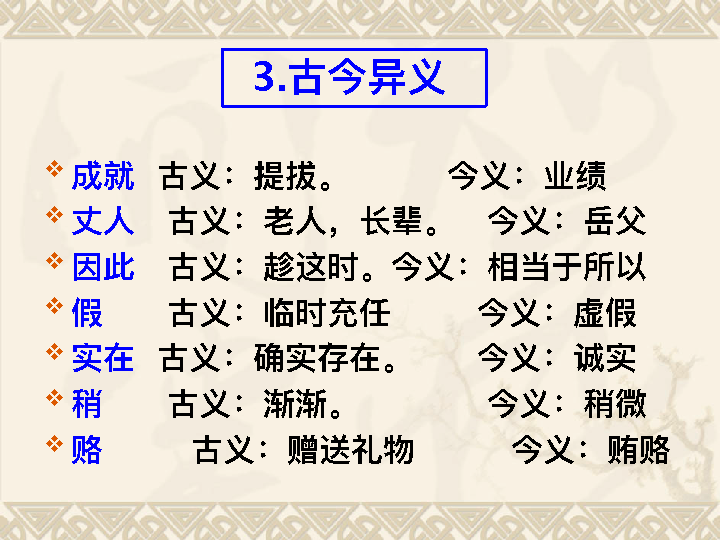 3.古今异义
成就 古义：提拔。 今义：业绩
丈人 古义：老人，长辈。 今义：岳父
因此 古义：趁这时。今义：相当于所以
假 古义：临时充任 今义：虚假
实在 古义：确实存在。 今义：诚实
稍 古义：渐渐。 今义：稍微
赂 古义：赠送礼物 今义：贿赂